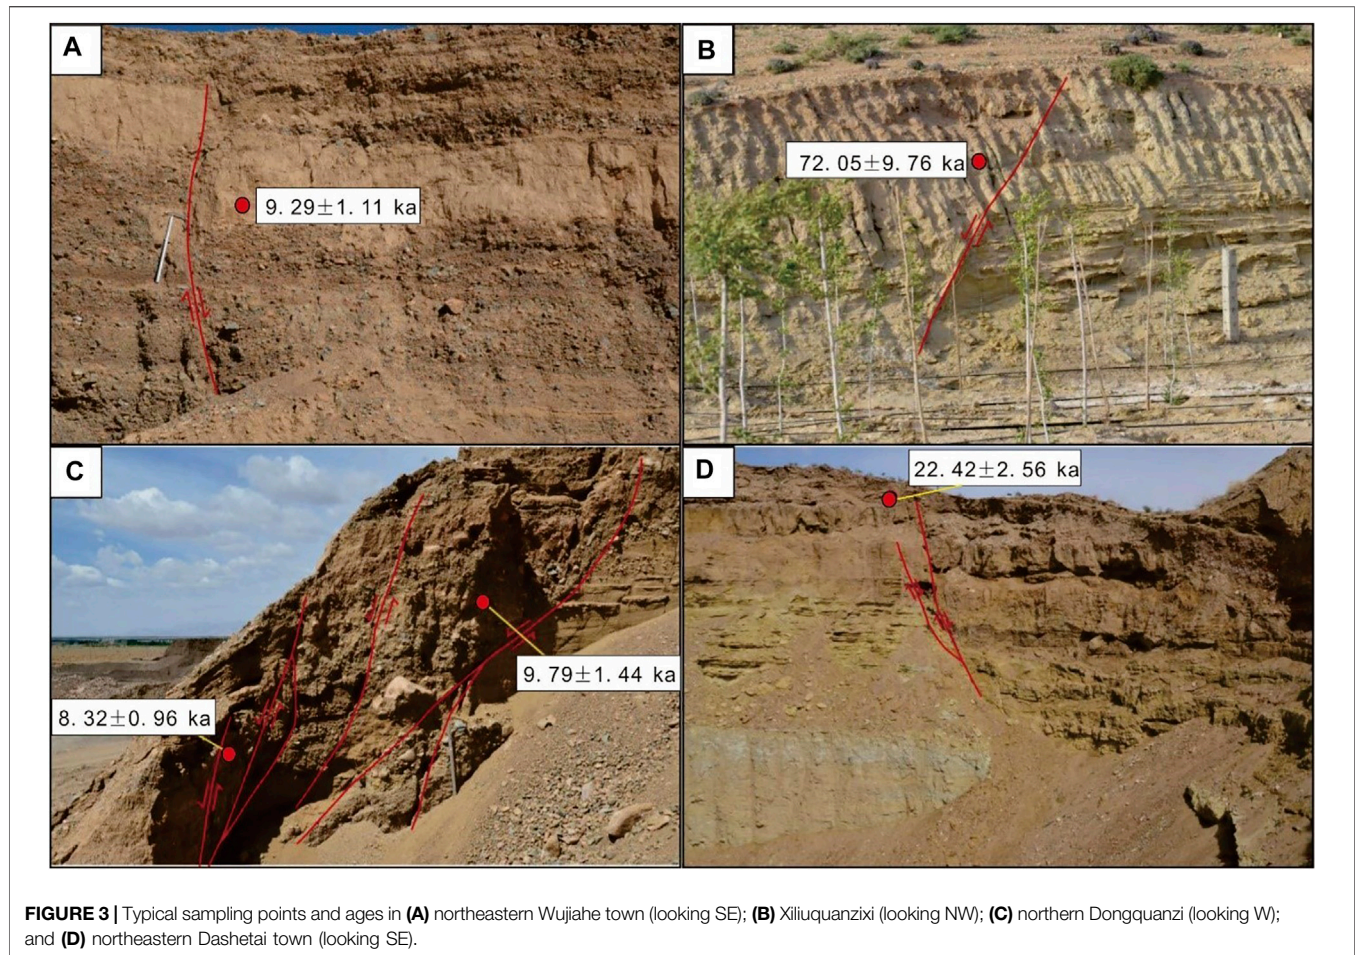 A
B
9. 29±1. 11 ka
72. 05±9. 76 ka
C
D
22. 42±2. 56 ka
9. 79±1. 44 ka
8. 32±0. 96 ka
FIGURE 3 | Typical sampling points and ages in (A) northeastern Wujiahe town (looking SE); (B) Xiliuquanzixi (looking NW); (C) northern Dongquanzi (looking W);
and (D) northeastern Dashetai town (looking SE).